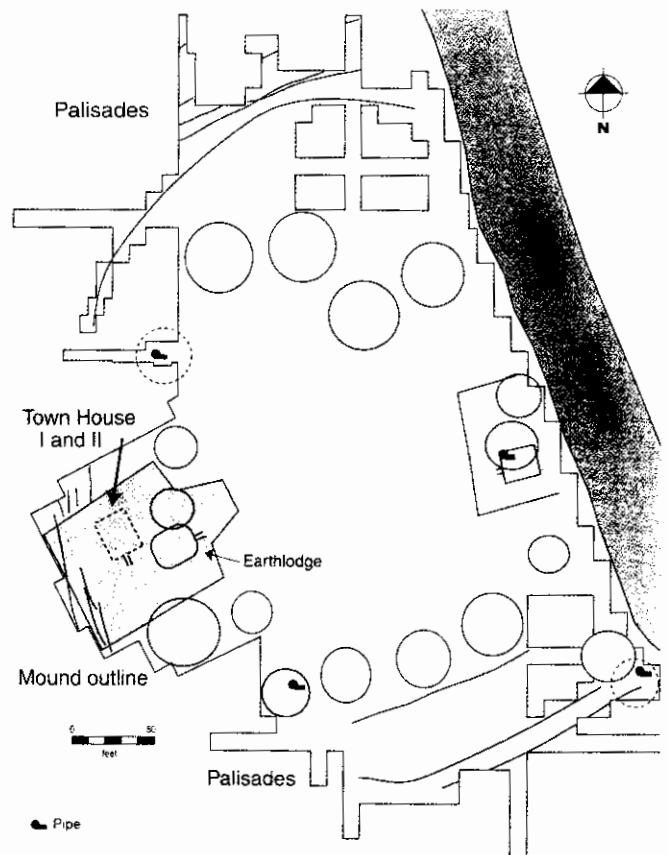 Palisades
N
Town House
I and II
Earthlodge
Mound outline
0 50
feet
Palisades
Pipe